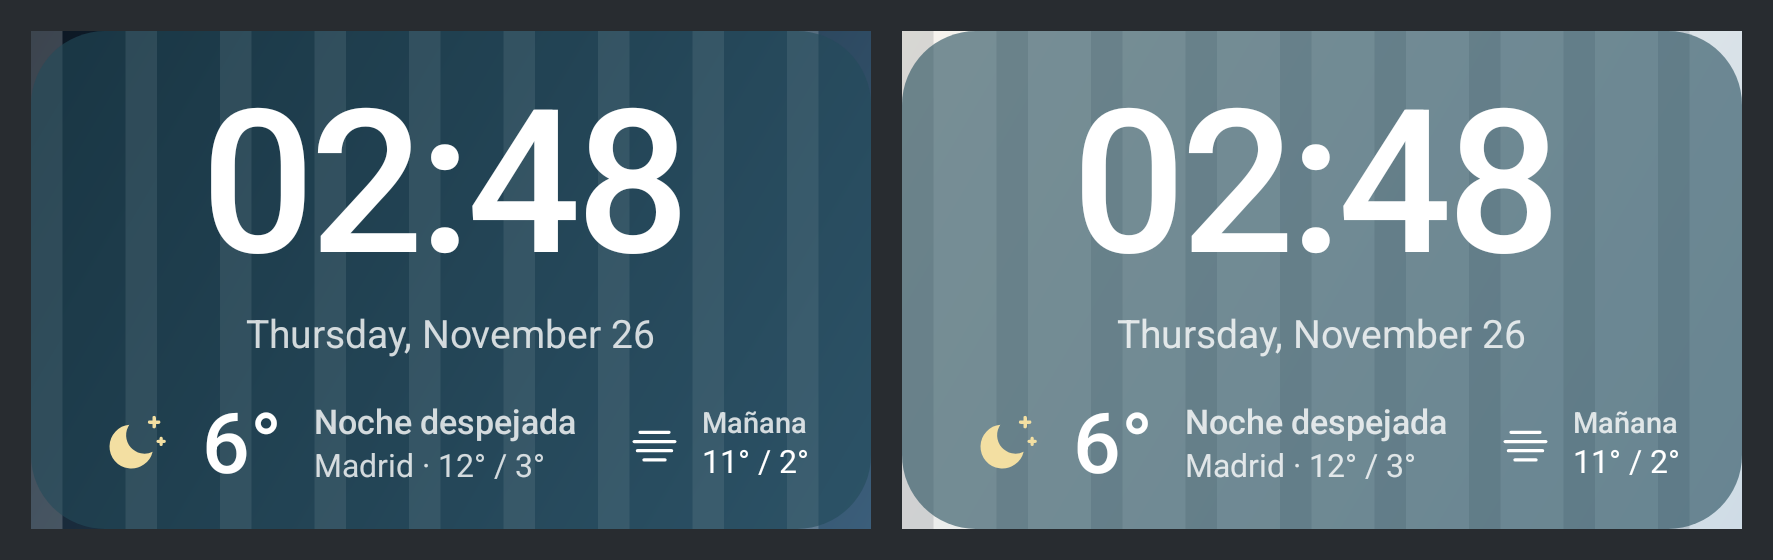 02:48
Thursday, November 26
6°
Noche despejada
Madrid · 12° / 3°
Mañana
11° / 2°
02:48
Thursday, November 26
6°
Noche despejada
Madrid · 12° / 3°
Mañana
11° / 2°